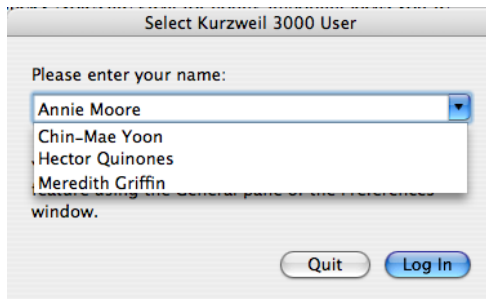 Select Kurzweil 3000 User
Please enter your name:
Annie Moore
Chin-Mae Yoon
Hector Quinones
Meredith Griffin
feature using the General pane of the Preferences
window.
Quit
Log In